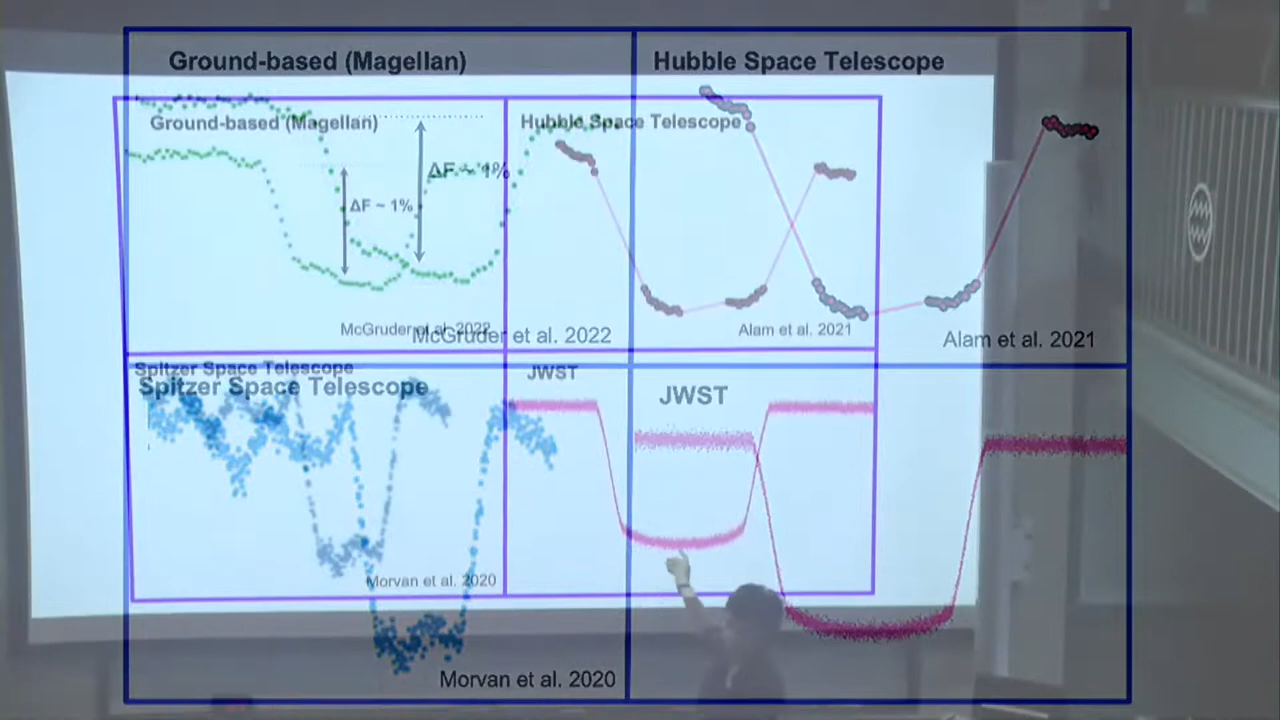 Ground-based (Magellan)
Hubble Space Telescope
Ground-based (Magellan)
Hubble Space Telescope
ΔF ~ 1%
ΔF ~ 1%
McGruder et al. 2022
McGruder et al. 2022
Alam et al. 2021
Alam et al. 2021
Spitzer Space Telescope
Spitzer Space Telescope
JWST
JWST
Morvan et al. 2020
Morvan et al. 2020